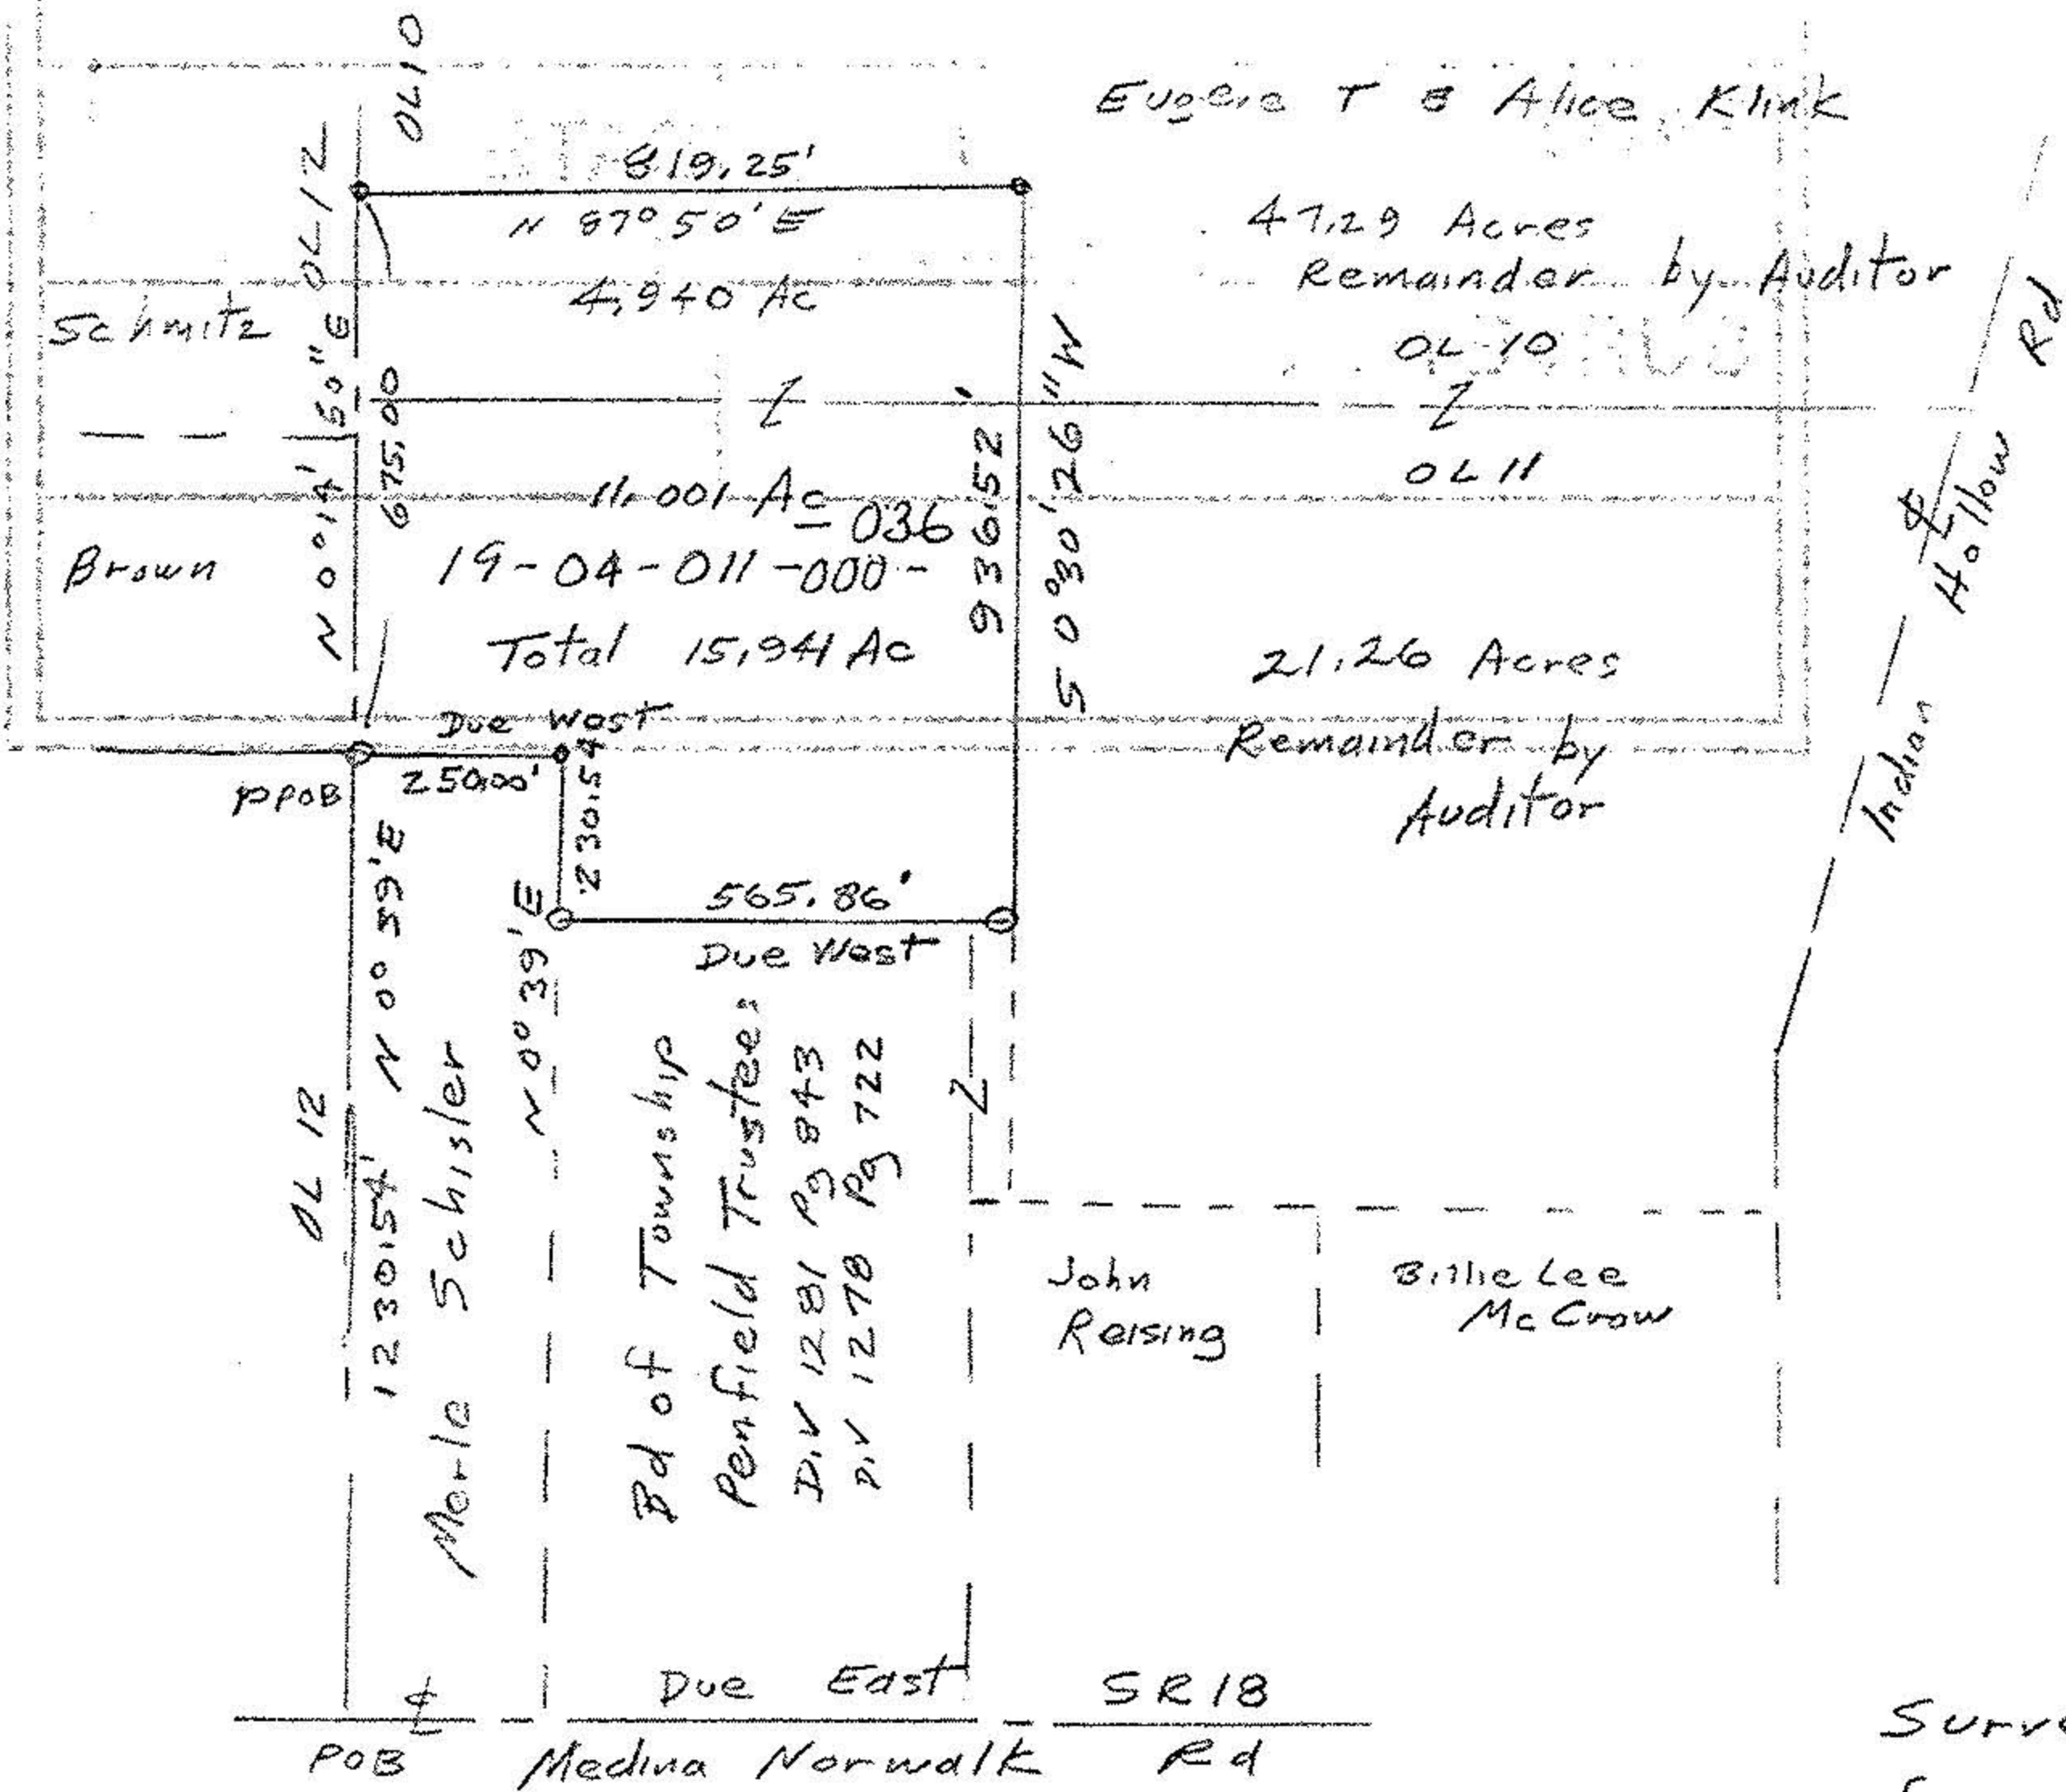 OL 10
OL 12
Eugene T & Alice Klink
819.25'
N 87° 50' E
4.940 Ac
47.29 Acres
Remainder by Auditor
OL 10
Schmitz
N 0° 14' 50" E
675.00
936.52'
S 0° 30' 26" W
OL 11
11.001 Ac
- 036
19-04-011-000-
Total 15.941 Ac
Brown
21.26 Acres
Remainder by
Auditor
Indian Hollow Rd
Due West
250.00'
PPOB
230.54
N 0° 39' E
565.86'
Due West
N 0° 39' E
1230.54'
OL 12
Merle Schisler
Bd of Township
Penfield Trustees
Div 1281 Pg 843
Div 1278 Pg 722
John
Reising
Billie Lee
McCrow
Due East
SR 18
POB
Medina Norwalk Rd
Surve